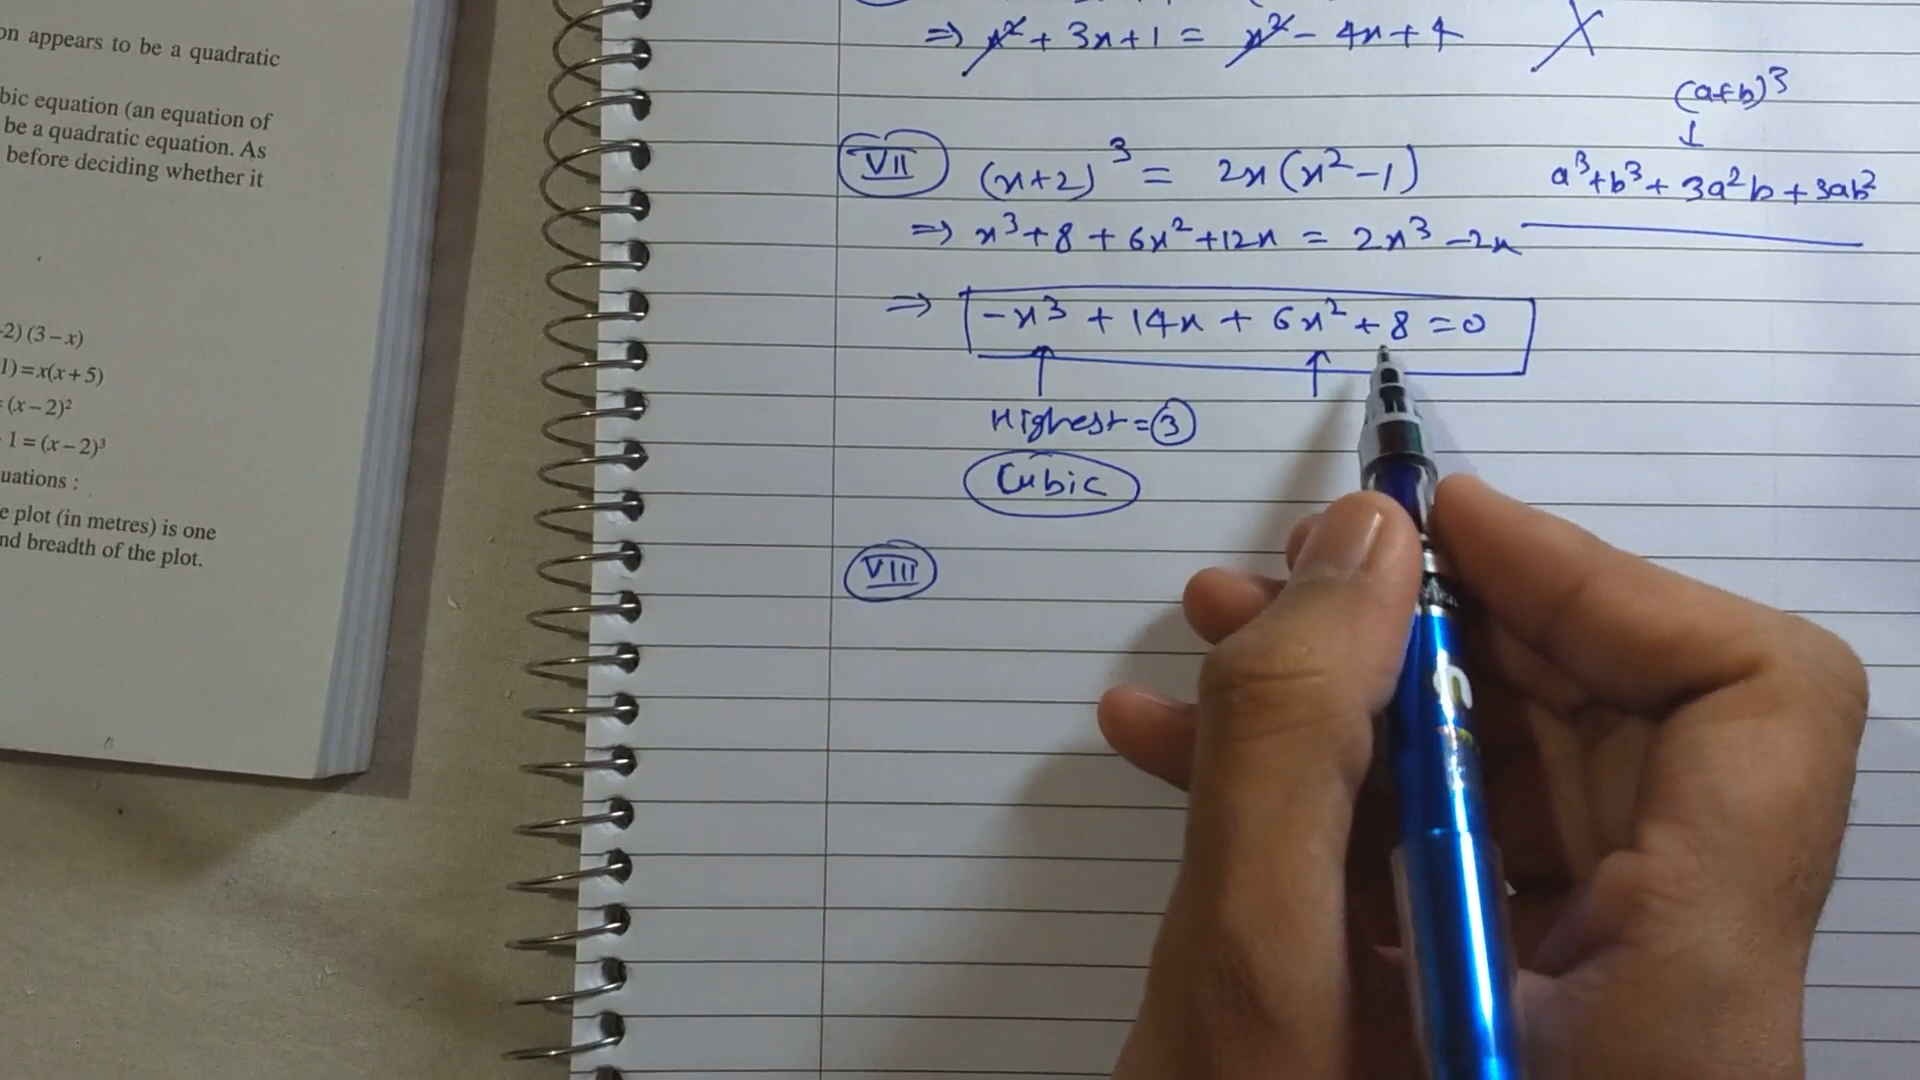 on appears to be a quadratic
bic equation (an equation of
be a quadratic equation. As
before deciding whether it
-2) (3 – x)
1) = x(x + 5)
= (x – 2)²
1 = (x – 2)³
uations :
e plot (in metres) is one
nd breadth of the plot.
⇒ x² + 3x + 1 = x² - 4x + 4 X
(a+b)³
↓
VII (x+2)³ = 2x(x² - 1) a³ + b³ + 3a²b + 3ab²
⇒ x³ + 8 + 6x² + 12x = 2x³ - 2x
⇒ -x³ + 14x + 6x² + 8 = 0
Highest = 3
Cubic
VIII